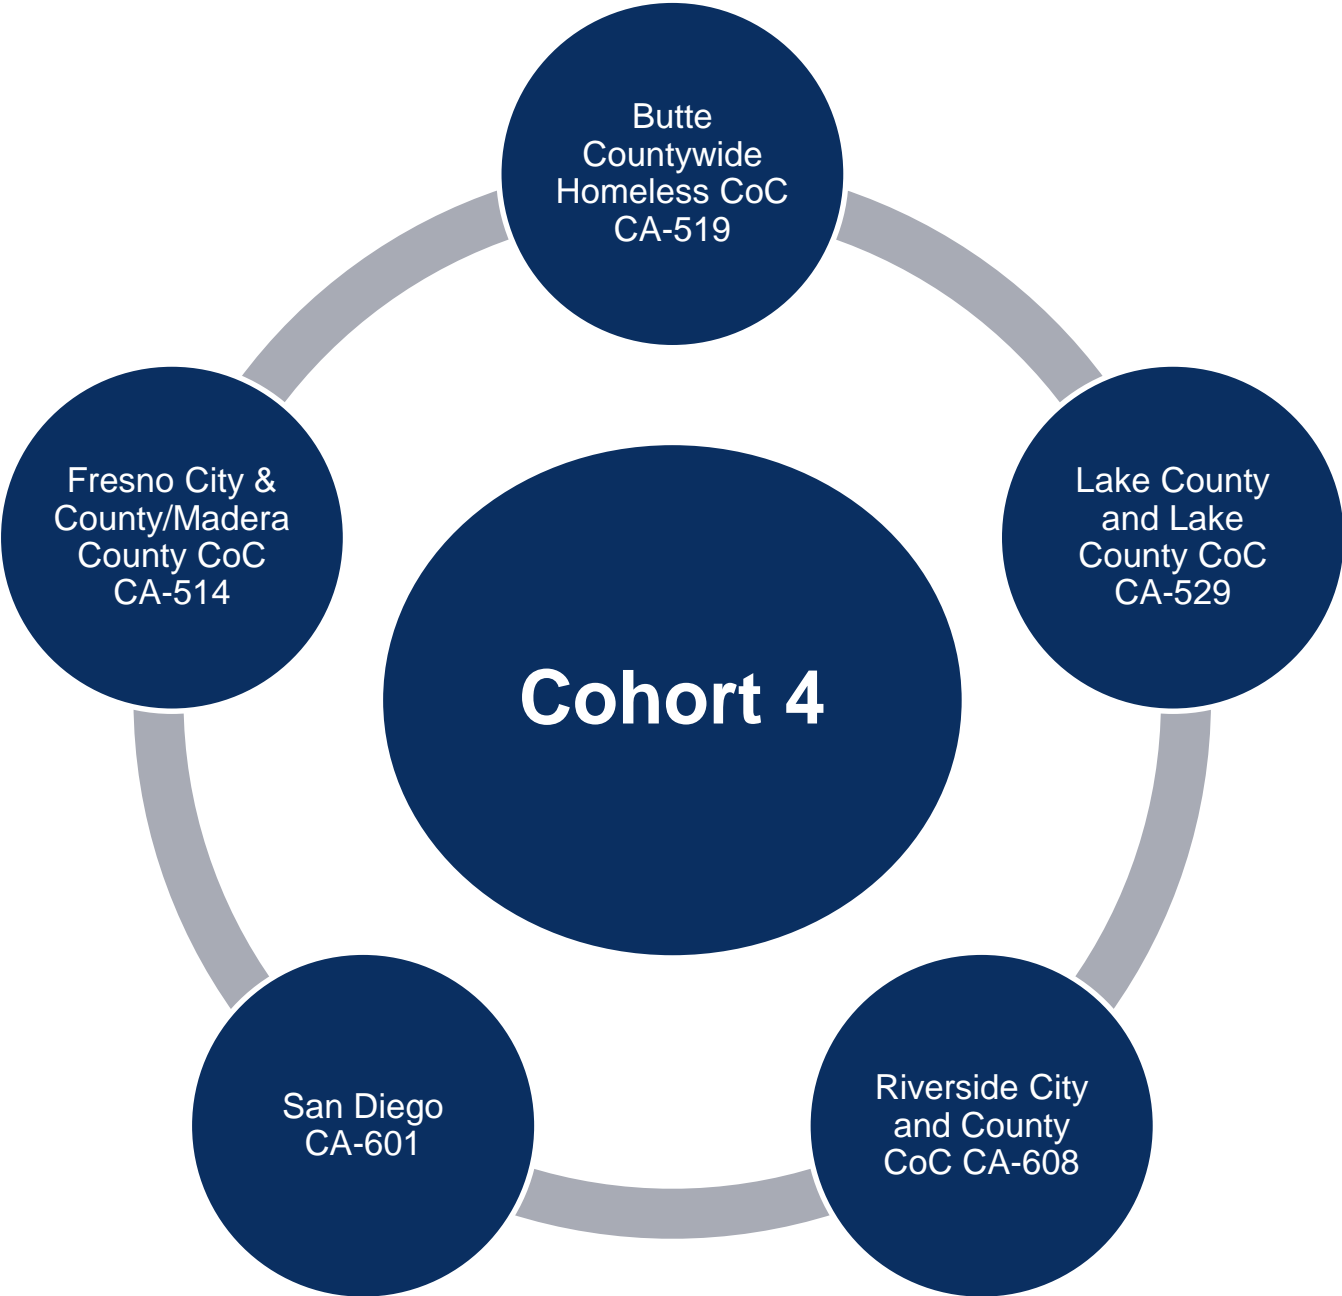 Butte
Countywide
Homeless CoC
CA-519
Lake County
and Lake
County CoC
CA-529
Riverside City
and County
CoC CA-608
San Diego
CA-601
Fresno City &
County/Madera
County CoC
CA-514
Cohort 4